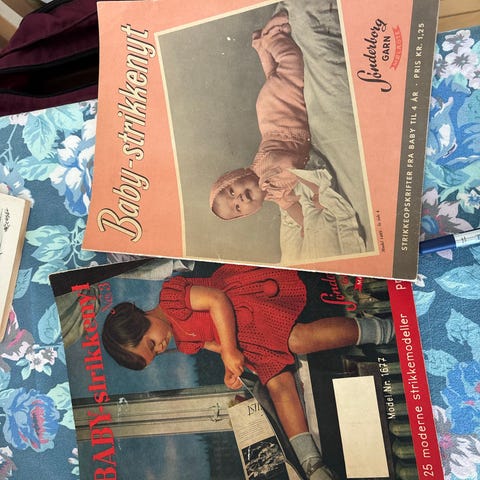 Baby-strikkenyt
Sønderborg
GARN
STRIKKEOPSKRIFTER FRA BABY TIL 4 ÅR · PRIS KR. 1,25
BABY-strikkenyt
No. 3
Model Nr. 1677
25 moderne strikkemodeller